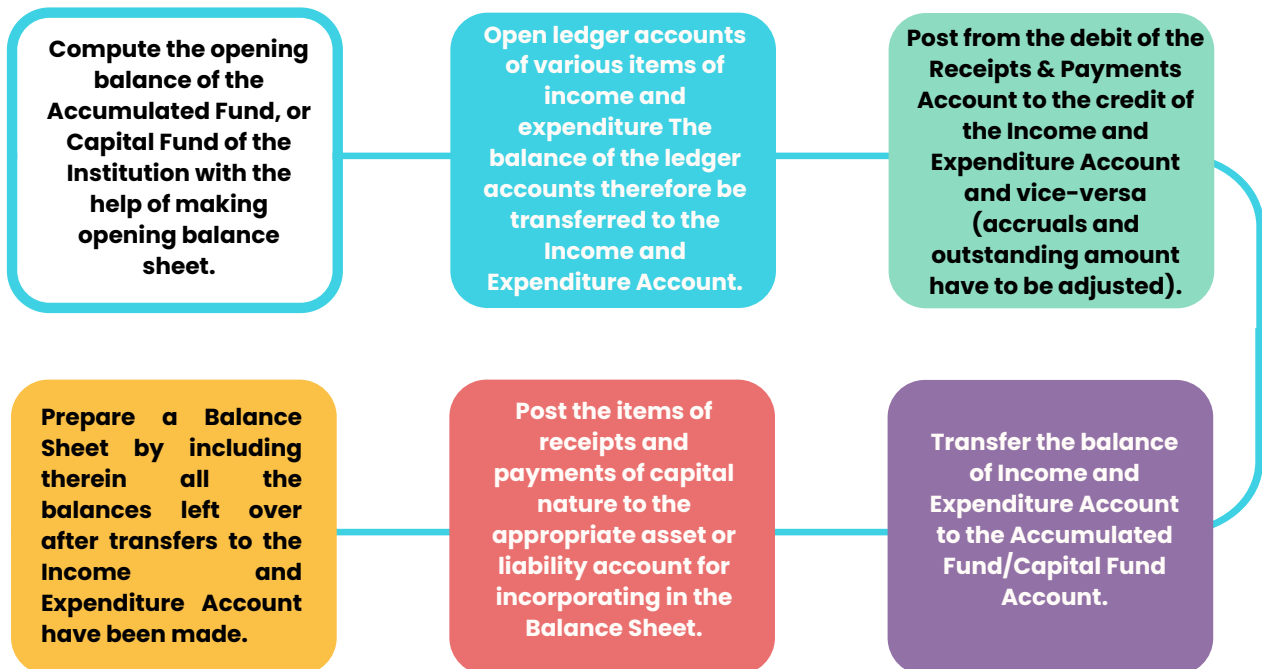 Compute the opening
balance of the
Accumulated Fund, or
Capital Fund of the
Institution with the
help of making
opening balance
sheet.
Open ledger accounts
of various items of
income and
expenditure The
balance of the ledger
accounts therefore be
transferred to the
Income and
Expenditure Account.
Post from the debit of the
Receipts & Payments
Account to the credit of
the Income and
Expenditure Account
and vice-versa
(accruals and
outstanding amount
have to be adjusted).
Transfer the balance
of Income and
Expenditure Account
to the Accumulated
Fund/Capital Fund
Account.
Post the items of
receipts and
payments of capital
nature to the
appropriate asset or
liability account for
incorporating in the
Balance Sheet.
Prepare a Balance
Sheet by including
therein all the
balances left over
after transfers to the
Income and
Expenditure Account
have been made.